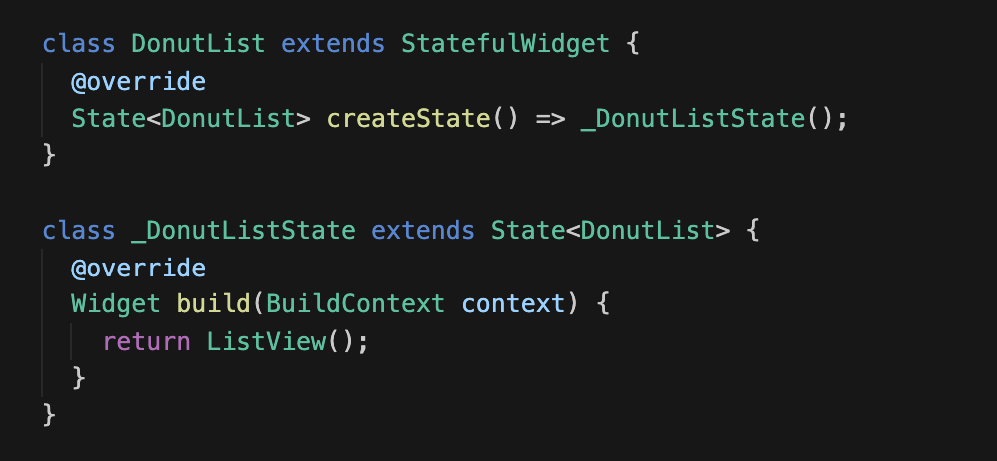 class DonutList extends StatefulWidget {
  @override
  State<DonutList> createState() => _DonutListState();
}

class _DonutListState extends State<DonutList> {
  @override
  Widget build(BuildContext context) {
    return ListView();
  }
}